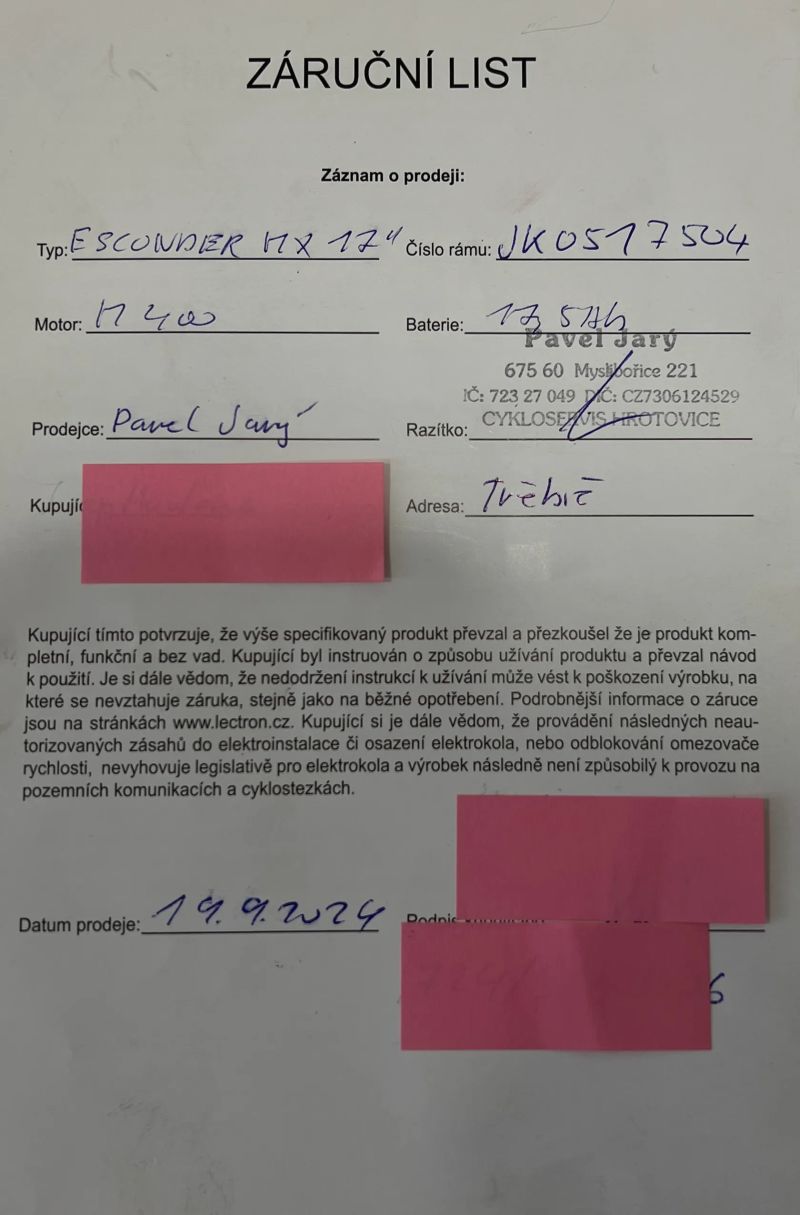 ZÁRUČNÍ LIST
Záznam o prodeji:
Typ: ESCONDER MX 17" Číslo rámu: JK0517504
Motor: M 400 Baterie: 17,5Ah
Pavel Jarý
675 60 Myslibořice 221
IČ: 723 27 049 DIČ: CZ7306124529
Prodejce: Pavel Jarý Razítko: CYKLOSERVIS HROTOVICE
Adresa: Třebíč
Kupující tímto potvrzuje, že výše specifikovaný produkt převzal a přezkoušel že je produkt kom-
pletní, funkční a bez vad. Kupující byl instruován o způsobu užívání produktu a převzal návod
k použití. Je si dále vědom, že nedodržení instrukcí k užívání může vést k poškození výrobku, na
které se nevztahuje záruka, stejně jako na běžné opotřebení. Podrobnější informace o záruce
jsou na stránkách www.lectron.cz. Kupující si je dále vědom, že provádění následných neau-
torizovaných zásahů do elektroinstalace či osazení elektrokola, nebo odblokování omezovače
rychlosti, nevyhovuje legislativě pro elektrokola a výrobek následně není způsobilý k provozu na
pozemních komunikacích a cyklostezkách.
Datum prodeje: 19.9.2024
6